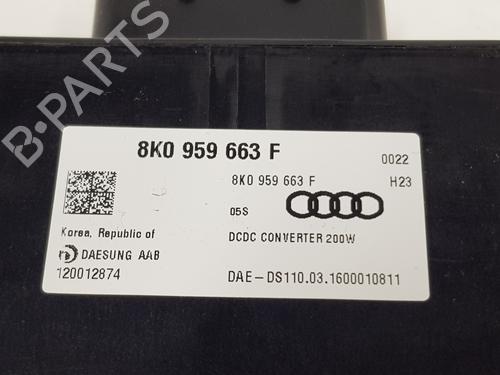 8K0 959 663 F
0022
8K0 959 663 F
H23
05S
Korea, Republic of
DCDC CONVERTER 200W
DAESUNG AAB
120012874
DAE-DS110.03.1600010811
B-PARTS